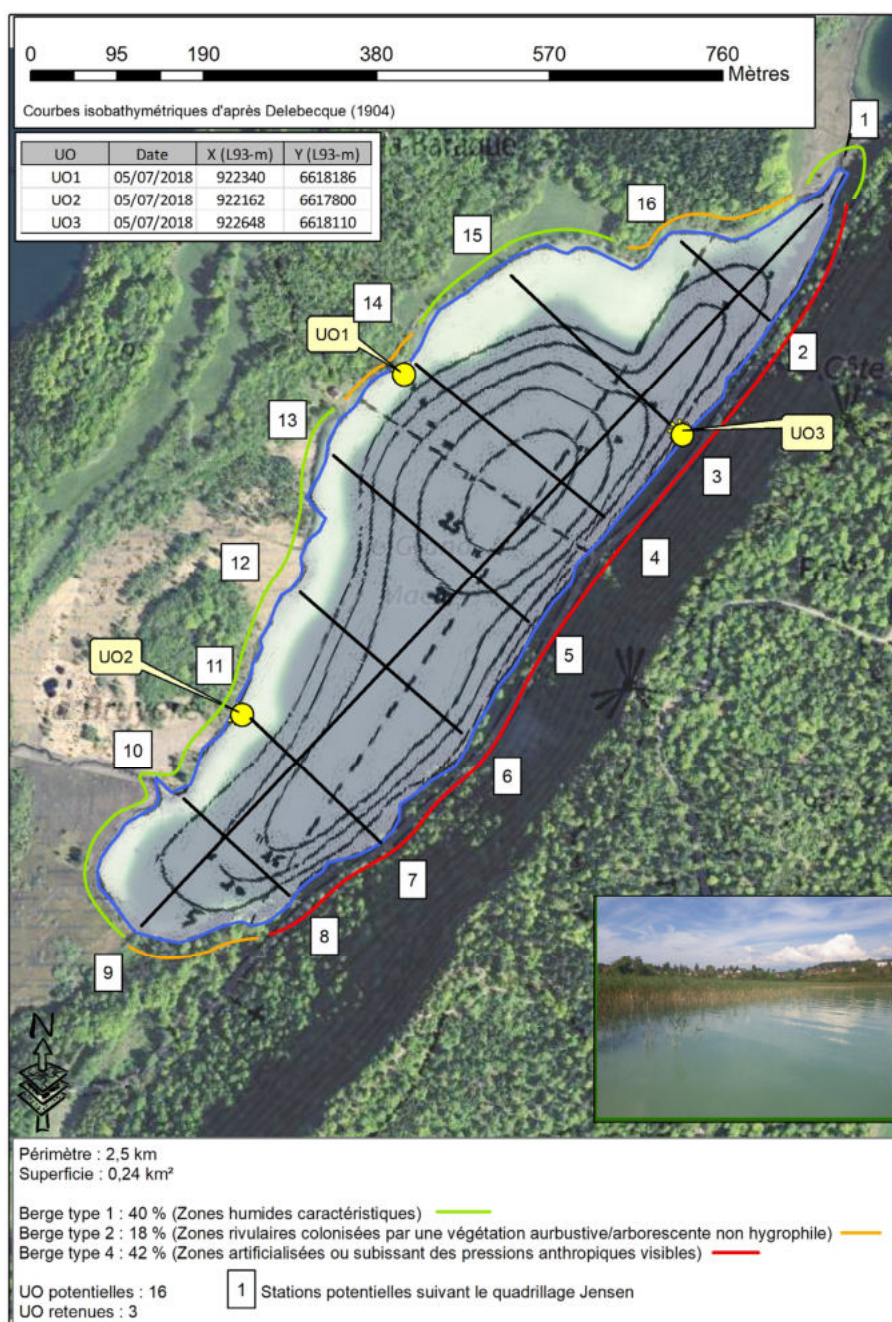 0 95 190 380 570 760
Mètres
Courbes isobathymétriques d'après Delebecque (1904)
UO Date X (L93-m) Y (L93-m)
UO1 05/07/2018 922340 6618186
UO2 05/07/2018 922162 6617800
UO3 05/07/2018 922648 6618110
Baraque
1
16
15
14
UO1
2
Côte
13
UO3
3
25
4
12
UO2
11
5
10
6
7
8
9
N
Périmètre : 2,5 km
Superficie : 0,24 km²
Berge type 1 : 40 % (Zones humides caractéristiques)
Berge type 2 : 18 % (Zones rivulaires colonisées par une végétation aurbustive/arborescente non hygrophile)
Berge type 4 : 42 % (Zones artificialisées ou subissant des pressions anthropiques visibles)
UO potentielles : 16
1 Stations potentielles suivant le quadrillage Jensen
UO retenues : 3